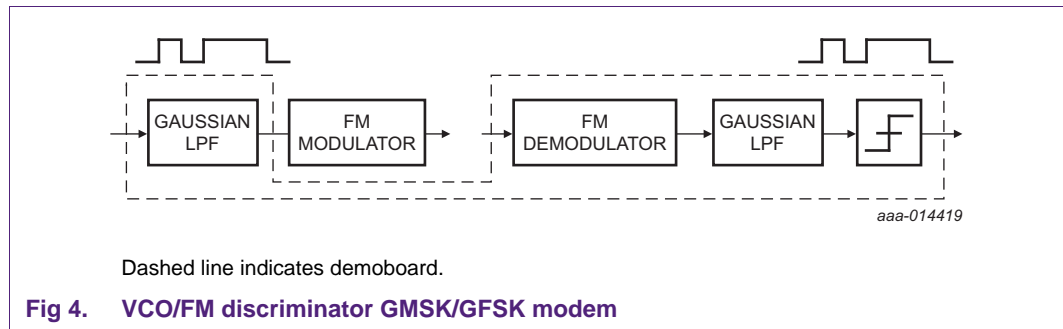 GAUSSIAN
LPF
FM
MODULATOR
FM
DEMODULATOR
GAUSSIAN
LPF
aaa-014419
Dashed line indicates demoboard.
Fig 4. VCO/FM discriminator GMSK/GFSK modem